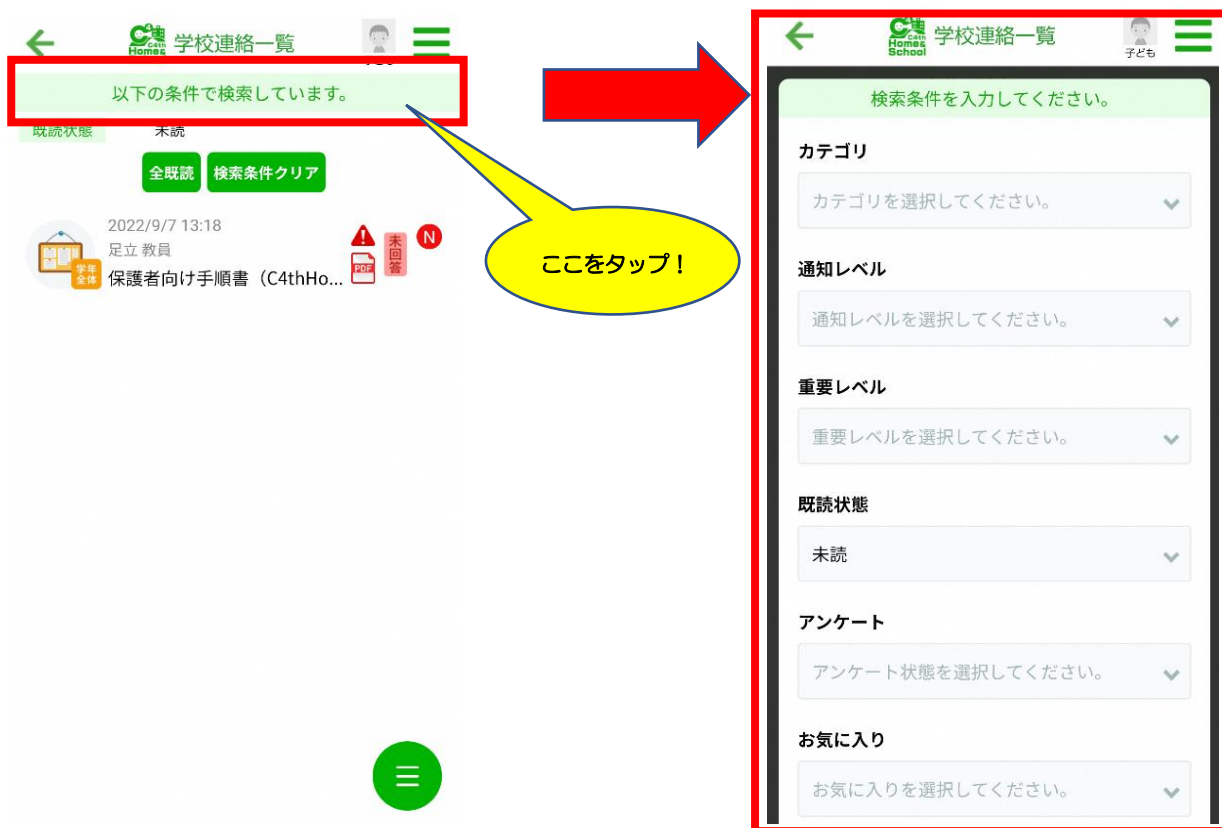 C4th Home& 学校連絡一覧
以下の条件で検索しています。
既読状態 未読
全既読 検索条件クリア
2022/9/7 13:18
足立 教員
保護者向け手順書（C4thHo...
学年
全体
PDF
未回答
N
ここをタップ！
C4th Home& School 学校連絡一覧
子ども
検索条件を入力してください。
カテゴリ
カテゴリを選択してください。
通知レベル
通知レベルを選択してください。
重要レベル
重要レベルを選択してください。
既読状態
未読
アンケート
アンケート状態を選択してください。
お気に入り
お気に入りを選択してください。